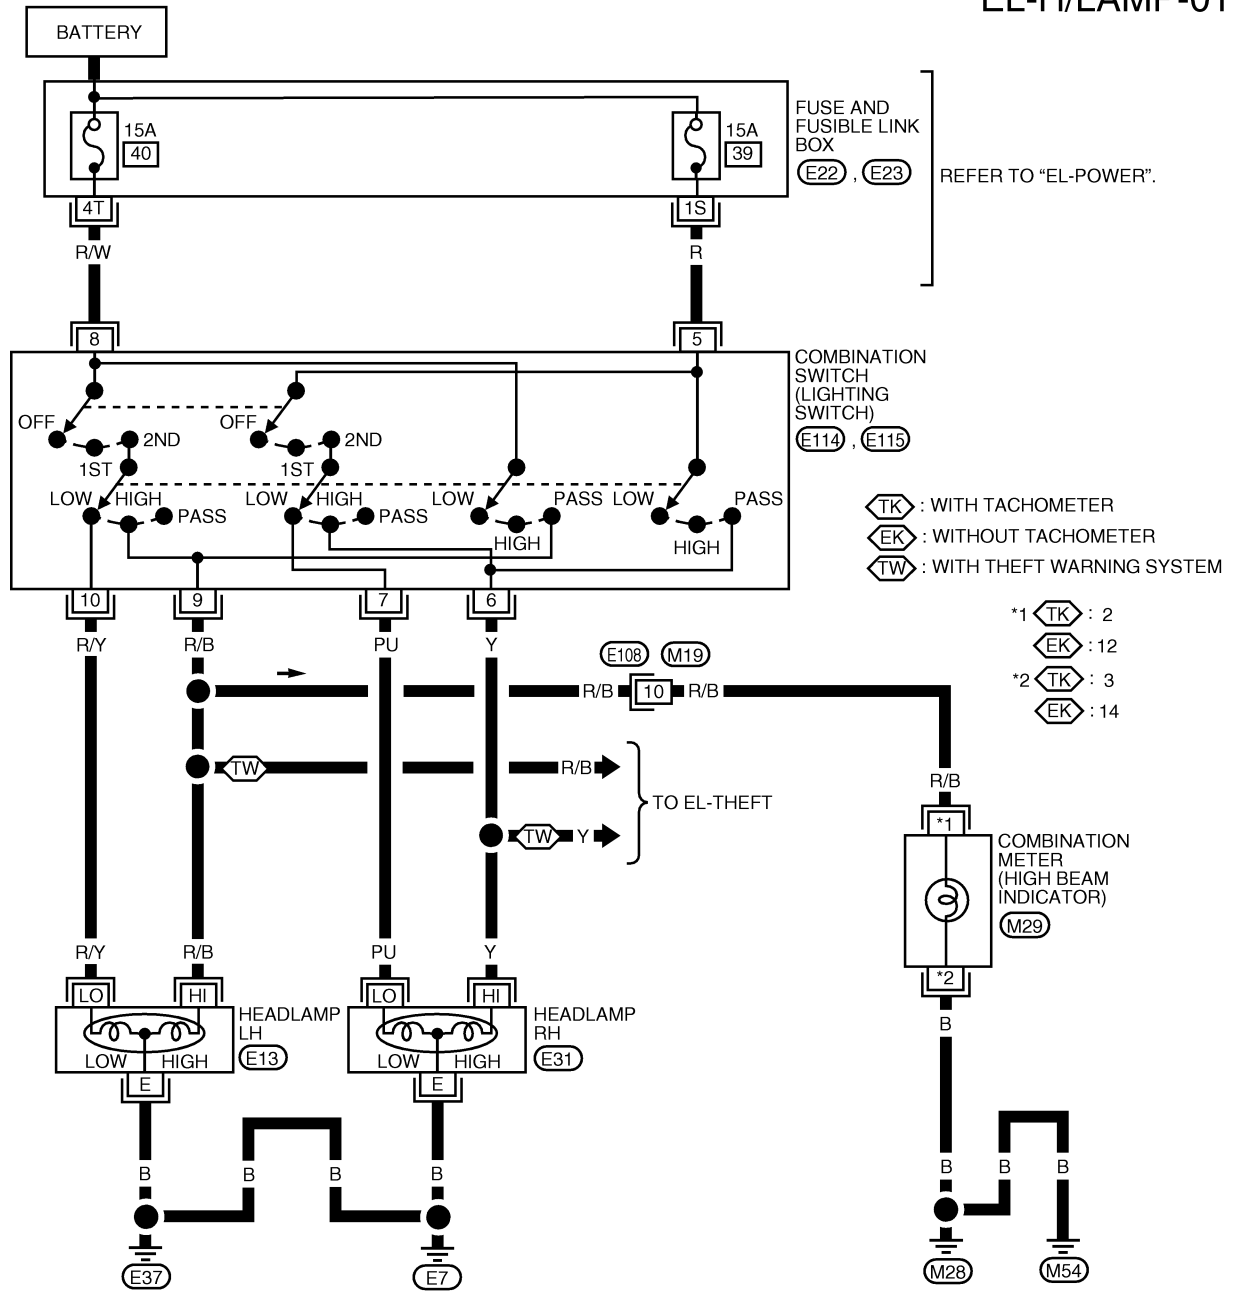 EL-H/LAMP-01
BATTERY
15A
40
15A
39
FUSE AND
FUSIBLE LINK
BOX
E22 , E23
REFER TO “EL-POWER”.
4T
1S
R/W
R
8
5
COMBINATION
SWITCH
(LIGHTING
SWITCH)
E114 , E115
OFF
1ST
2ND
OFF
1ST
2ND
LOW
HIGH
PASS
LOW
HIGH
PASS
LOW
HIGH
PASS
LOW
HIGH
PASS
TK : WITH TACHOMETER
EK : WITHOUT TACHOMETER
TW : WITH THEFT WARNING SYSTEM
*1 TK : 2
EK : 12
*2 TK : 3
EK : 14
10
9
7
6
R/Y
R/B
PU
Y
E108
M19
R/B
10
R/B
TW
R/B
TW
Y
TO EL-THEFT
R/B
*1
COMBINATION
METER
(HIGH BEAM
INDICATOR)
M29
*2
B
R/Y
R/B
PU
Y
LO
HI
HEADLAMP
LH
E13
LOW
HIGH
E
LO
HI
HEADLAMP
RH
E31
LOW
HIGH
E
B
B
B
B
B
B
B
E37
E7
M28
M54